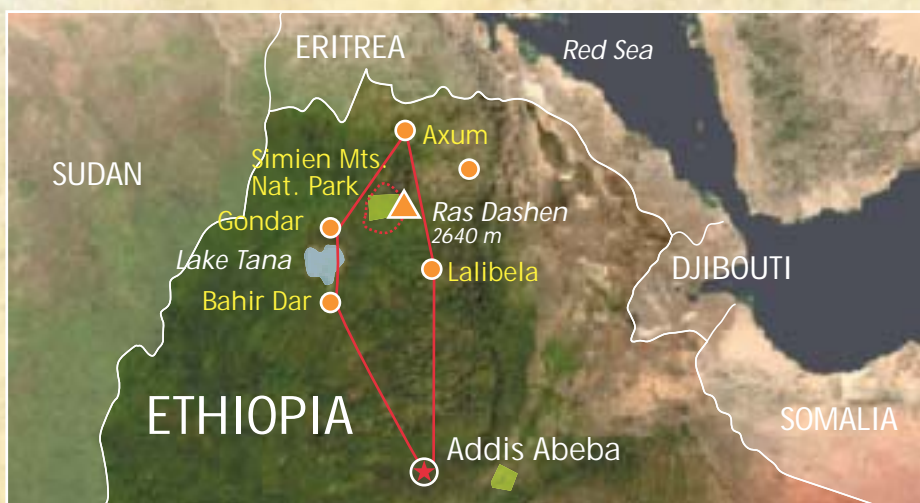 ERITREA
Red Sea
Axum
SUDAN
Simien Mts.
Nat. Park
Ras Dashen
2640 m
Gondar
Lake Tana
Lalibela
DJIBOUTI
Bahir Dar
ETHIOPIA
SOMALIA
Addis Abeba